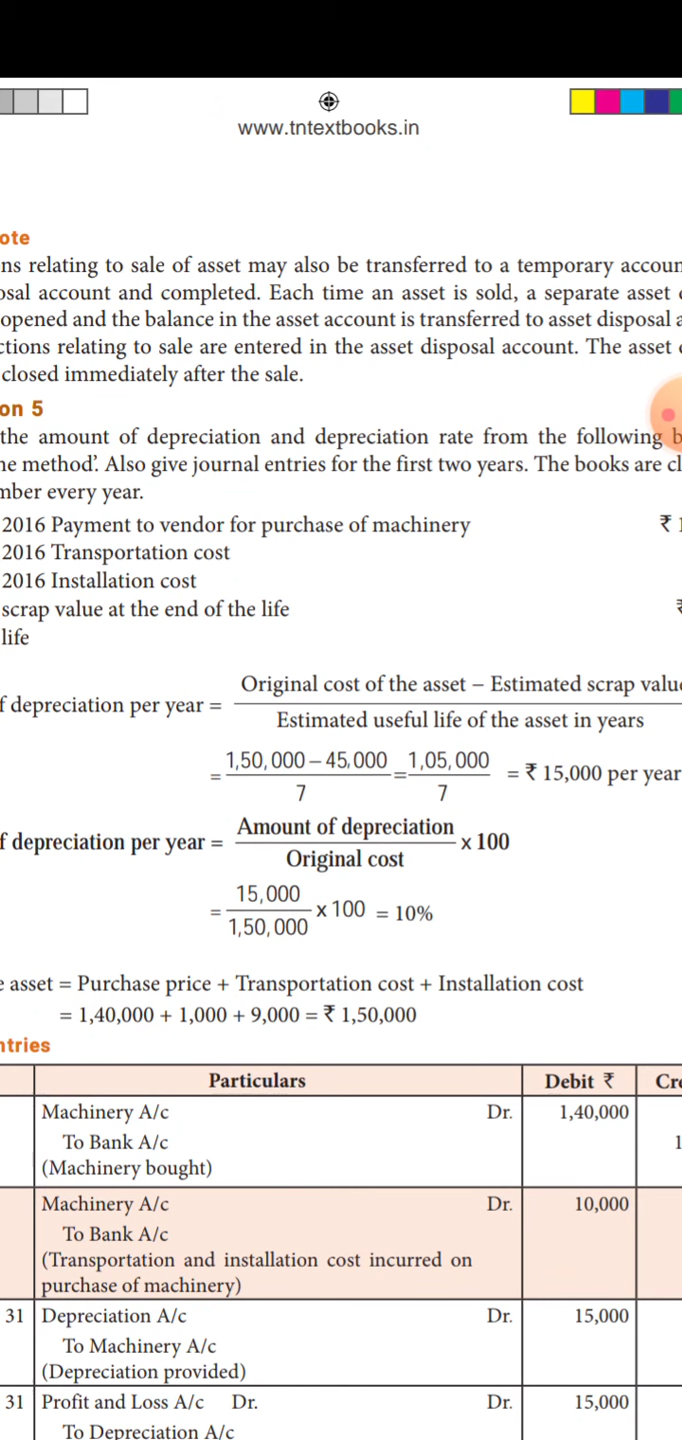 www.tntextbooks.in
ote
ns relating to sale of asset may also be transferred to a temporary accoun
osal account and completed. Each time an asset is sold, a separate asset
opened and the balance in the asset account is transferred to asset disposal a
ctions relating to sale are entered in the asset disposal account. The asset
closed immediately after the sale.
on 5
the amount of depreciation and depreciation rate from the following b
ne method’. Also give journal entries for the first two years. The books are cl
mber every year.
2016 Payment to vendor for purchase of machinery ₹ 1
2016 Transportation cost
2016 Installation cost
scrap value at the end of the life ₹
life
f depreciation per year = Original cost of the asset – Estimated scrap value
Estimated useful life of the asset in years
= 1,50,000 – 45,000 / 7 = 1,05,000 / 7 = ₹ 15,000 per year
f depreciation per year = Amount of depreciation / Original cost x 100
= 15,000 / 1,50,000 x 100 = 10%
e asset = Purchase price + Transportation cost + Installation cost
= 1,40,000 + 1,000 + 9,000 = ₹ 1,50,000
ntries
Particulars Debit ₹ Cre
Machinery A/c Dr. 1,40,000
To Bank A/c 1
(Machinery bought)
Machinery A/c Dr. 10,000
To Bank A/c
(Transportation and installation cost incurred on
purchase of machinery)
31 Depreciation A/c Dr. 15,000
To Machinery A/c
(Depreciation provided)
31 Profit and Loss A/c Dr. Dr. 15,000
To Depreciation A/c